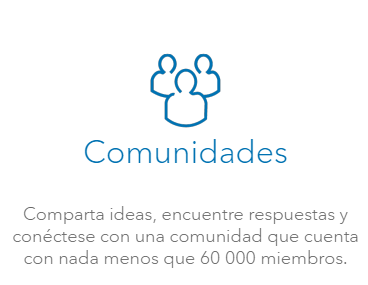 Comunidades
Comparta ideas, encuentre respuestas y
conéctese con una comunidad que cuenta
con nada menos que 60 000 miembros.